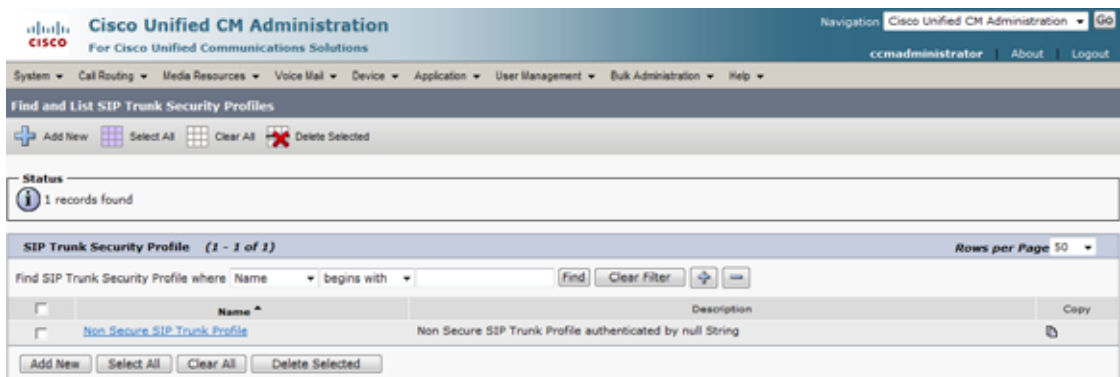 Cisco Unified CM Administration
Navigation Cisco Unified CM Administration Go
CISCO For Cisco Unified Communications Solutions
ccmadministrator | About | Logout
System Call Routing Media Resources Voice Mail Device Application User Management Bulk Administration Help
Find and List SIP Trunk Security Profiles
Add New Select All Clear All Delete Selected
Status
1 records found
SIP Trunk Security Profile (1 - 1 of 1) Rows per Page 50
Find SIP Trunk Security Profile where Name begins with Find Clear Filter
Name Description Copy
Non Secure SIP Trunk Profile Non Secure SIP Trunk Profile authenticated by null String
Add New Select All Clear All Delete Selected